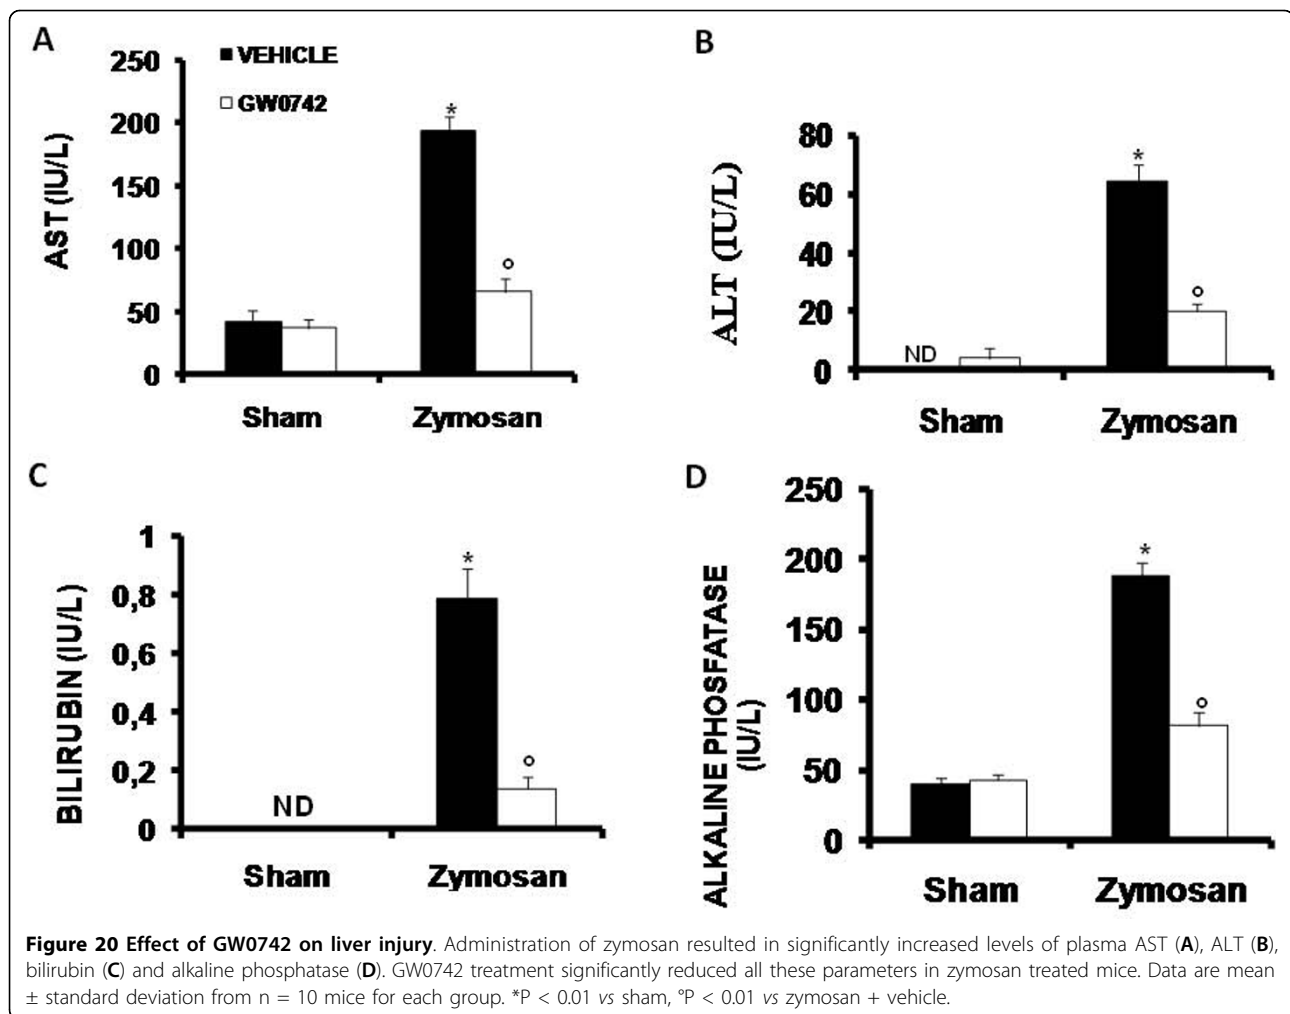 A
250
200
150
100
50
0
AST (IU/L)
VEHICLE
GW0742
*
°
Sham Zymosan
B
80
60
40
20
0
ALT (IU/L)
ND
*
°
Sham Zymosan
C
1
0,8
0,6
0,4
0,2
0
BILIRUBIN (IU/L)
ND
*
°
Sham Zymosan
D
250
200
150
100
50
0
ALKALINE PHOSFATASE
(IU/L)
*
°
Sham Zymosan
Figure 20 Effect of GW0742 on liver injury. Administration of zymosan resulted in significantly increased levels of plasma AST (A), ALT (B),
bilirubin (C) and alkaline phosphatase (D). GW0742 treatment significantly reduced all these parameters in zymosan treated mice. Data are mean
± standard deviation from n = 10 mice for each group. *P < 0.01 vs sham, °P < 0.01 vs zymosan + vehicle.